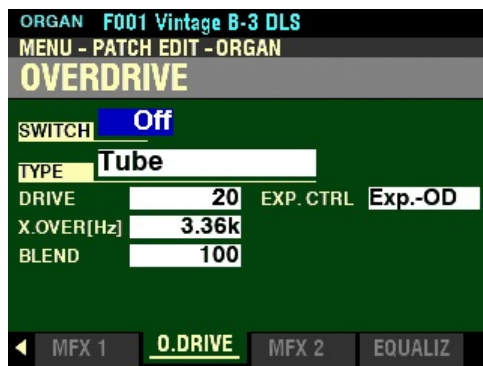 ORGAN F001 Vintage B-3 DLS
MENU - PATCH EDIT - ORGAN
OVERDRIVE
SWITCH Off
TYPE Tube
DRIVE 20 EXP. CTRL Exp.-OD
X.OVER[Hz] 3.36k
BLEND 100
MFX 1 O.DRIVE MFX 2 EQUALIZ